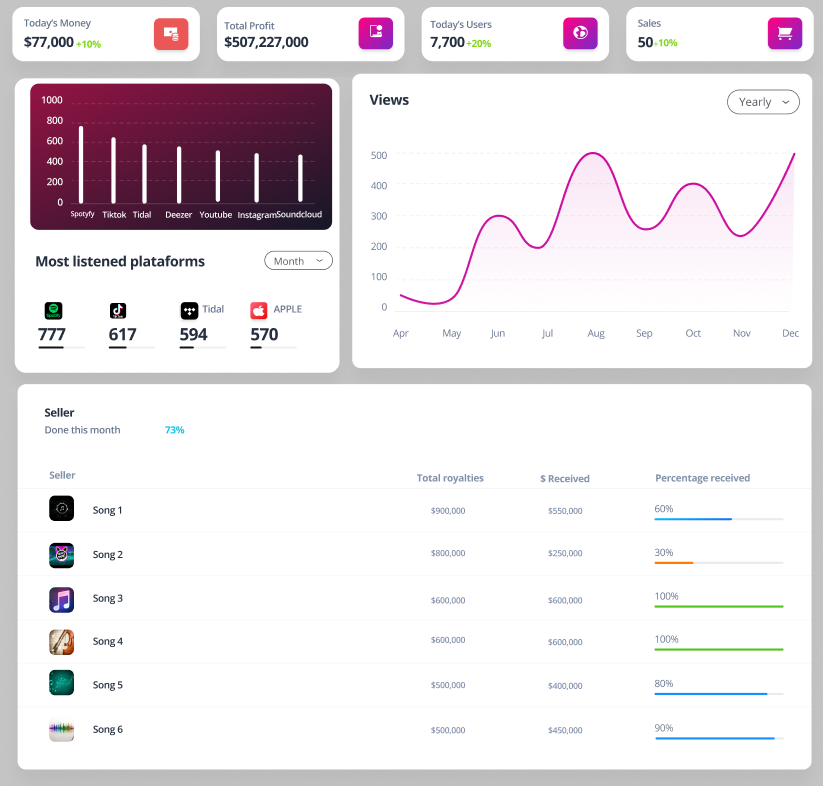 Today's Money
$77,000 +10%
Total Profit
$507,227,000
Today's Users
7,700 +20%
Sales
50 +10%
1000
800
600
400
200
0
Spotyfy Tiktok Tidal Deezer Youtube Instagram Soundcloud
Most listened plataforms
Month
Spotify
TikTok
Tidal
APPLE
777
617
594
570
Views
Yearly
500
400
300
200
100
0
Apr May Jun Jul Aug Sep Oct Nov Dec
Seller
Done this month 73%
Seller Total royalties $ Received Percentage received
Song 1 $900,000 $550,000 60%
Song 2 $800,000 $250,000 30%
Song 3 $600,000 $600,000 100%
Song 4 $600,000 $600,000 100%
Song 5 $500,000 $400,000 80%
Song 6 $500,000 $450,000 90%